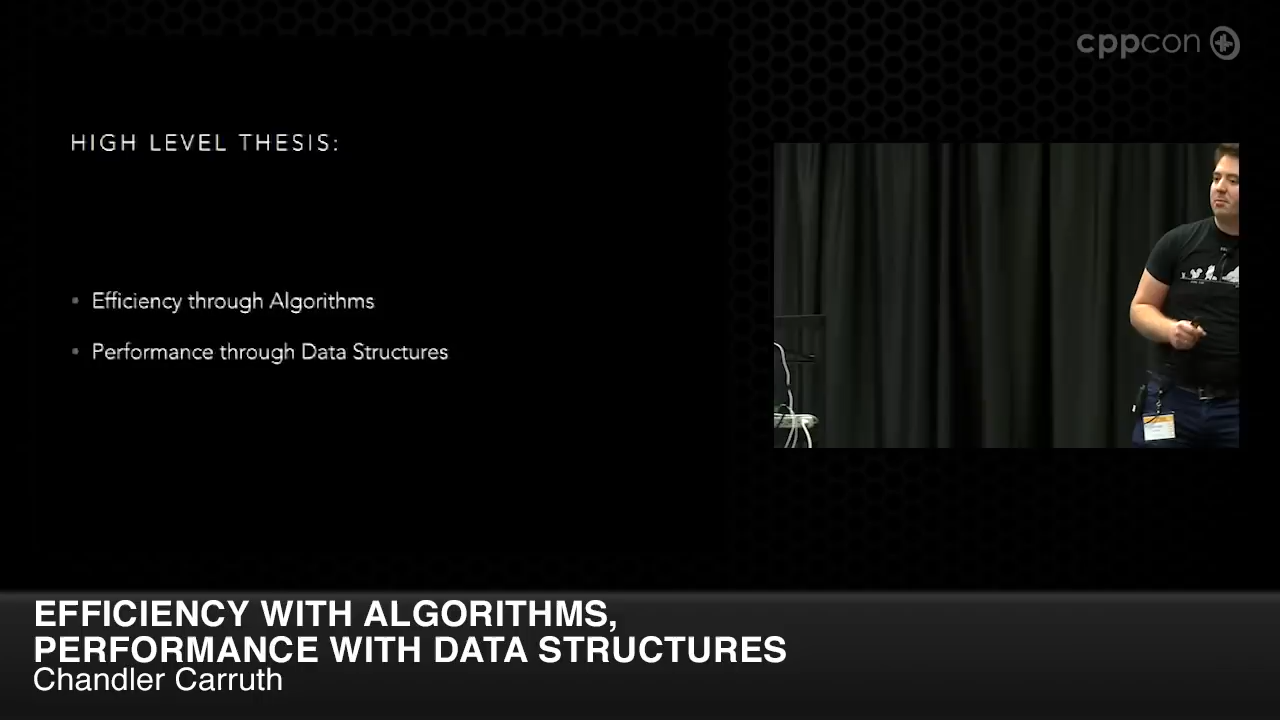 cppcon
HIGH LEVEL THESIS:
Efficiency through Algorithms
Performance through Data Structures
EFFICIENCY WITH ALGORITHMS,
PERFORMANCE WITH DATA STRUCTURES
Chandler Carruth